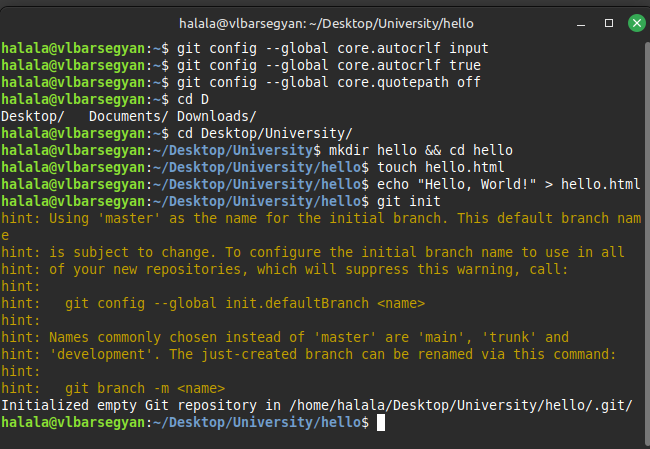 halala@vlbarsegyan: ~/Desktop/University/hello
halala@vlbarsegyan:~$ git config --global core.autocrlf input
halala@vlbarsegyan:~$ git config --global core.autocrlf true
halala@vlbarsegyan:~$ git config --global core.quotepath off
halala@vlbarsegyan:~$ cd D
Desktop/   Documents/ Downloads/
halala@vlbarsegyan:~$ cd Desktop/University/
halala@vlbarsegyan:~/Desktop/University$ mkdir hello && cd hello
halala@vlbarsegyan:~/Desktop/University/hello$ touch hello.html
halala@vlbarsegyan:~/Desktop/University/hello$ echo "Hello, World!" > hello.html
halala@vlbarsegyan:~/Desktop/University/hello$ git init
hint: Using 'master' as the name for the initial branch. This default branch nam
e
hint: is subject to change. To configure the initial branch name to use in all
hint: of your new repositories, which will suppress this warning, call:
hint:
hint:   git config --global init.defaultBranch <name>
hint:
hint: Names commonly chosen instead of 'master' are 'main', 'trunk' and
hint: 'development'. The just-created branch can be renamed via this command:
hint:
hint:   git branch -m <name>
Initialized empty Git repository in /home/halala/Desktop/University/hello/.git/
halala@vlbarsegyan:~/Desktop/University/hello$